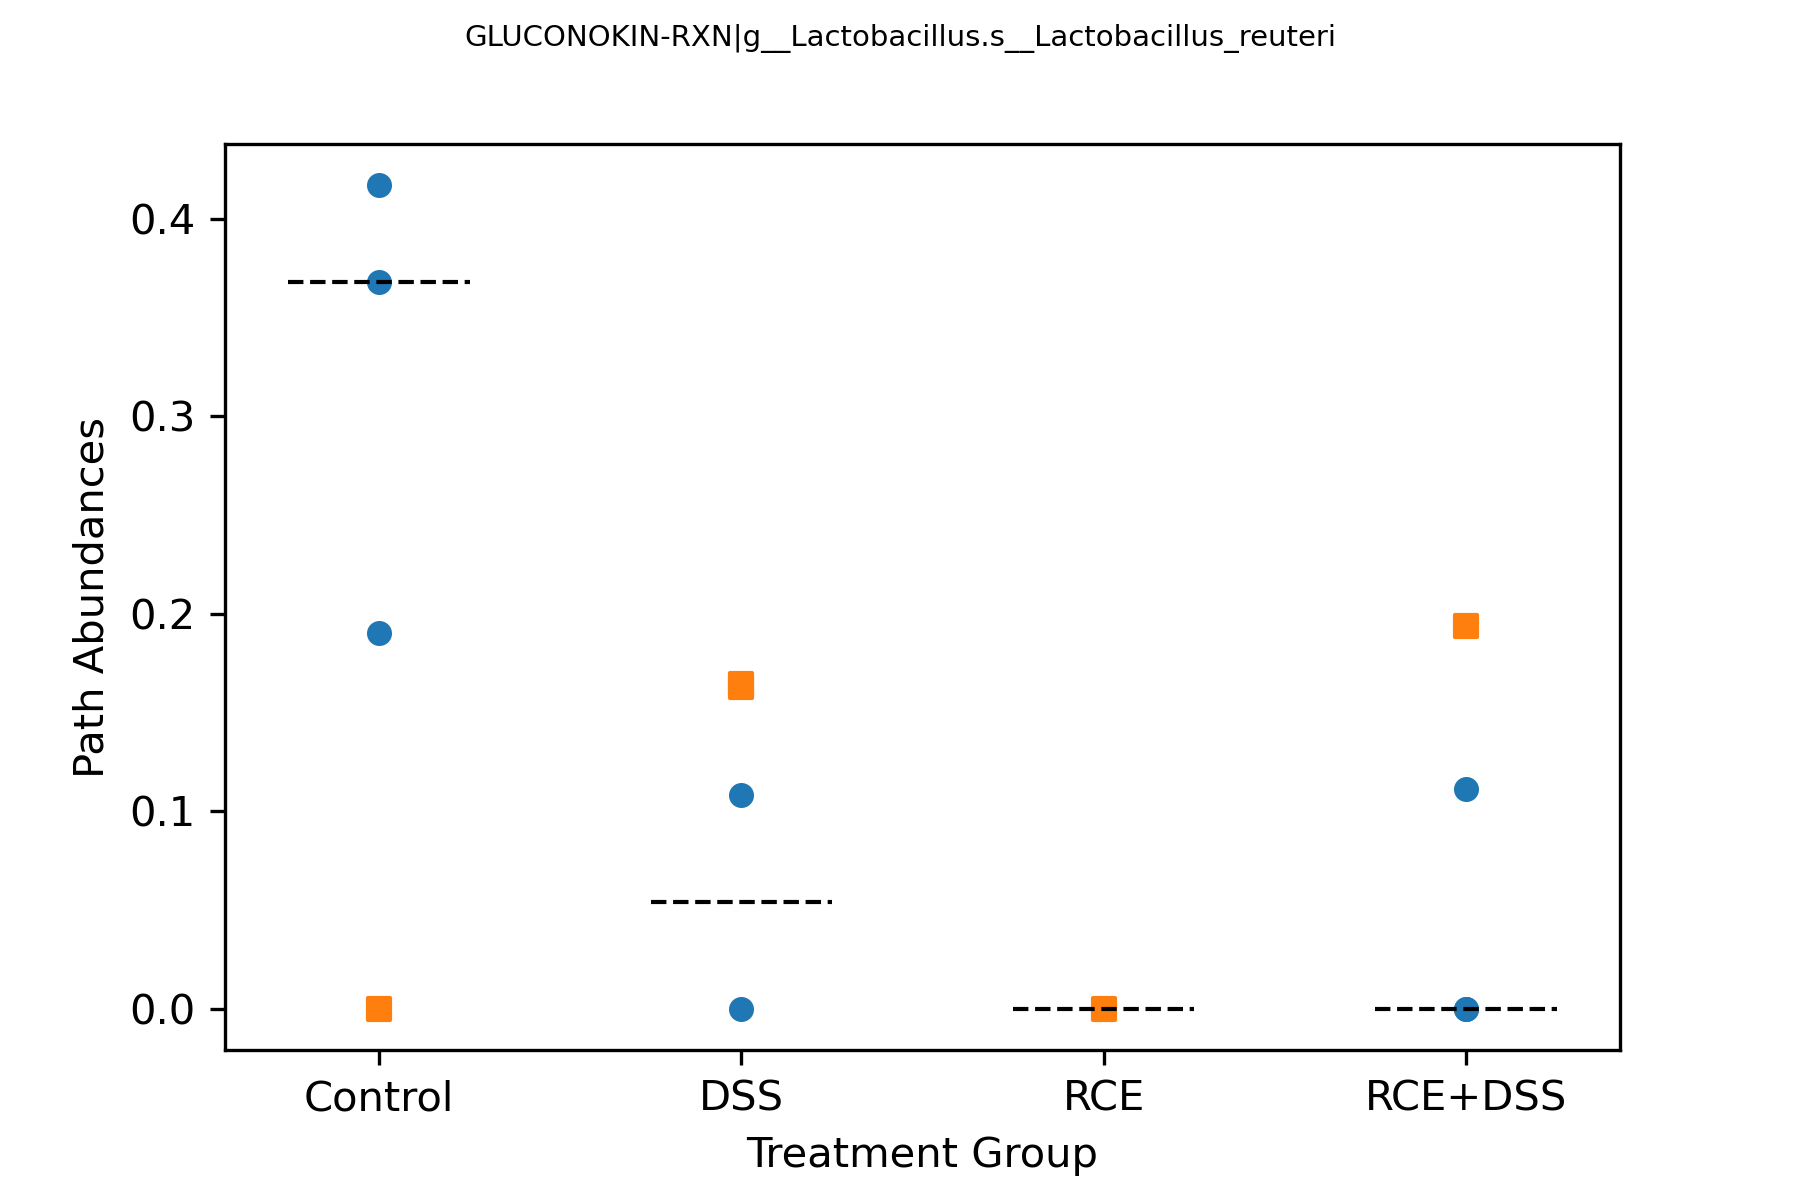 GLUCONOKIN-RXN|g__Lactobacillus.s__Lactobacillus_reuteri
0.4
0.3
0.2
0.1
0.0
Path Abundances
Control DSS RCE RCE+DSS
Treatment Group